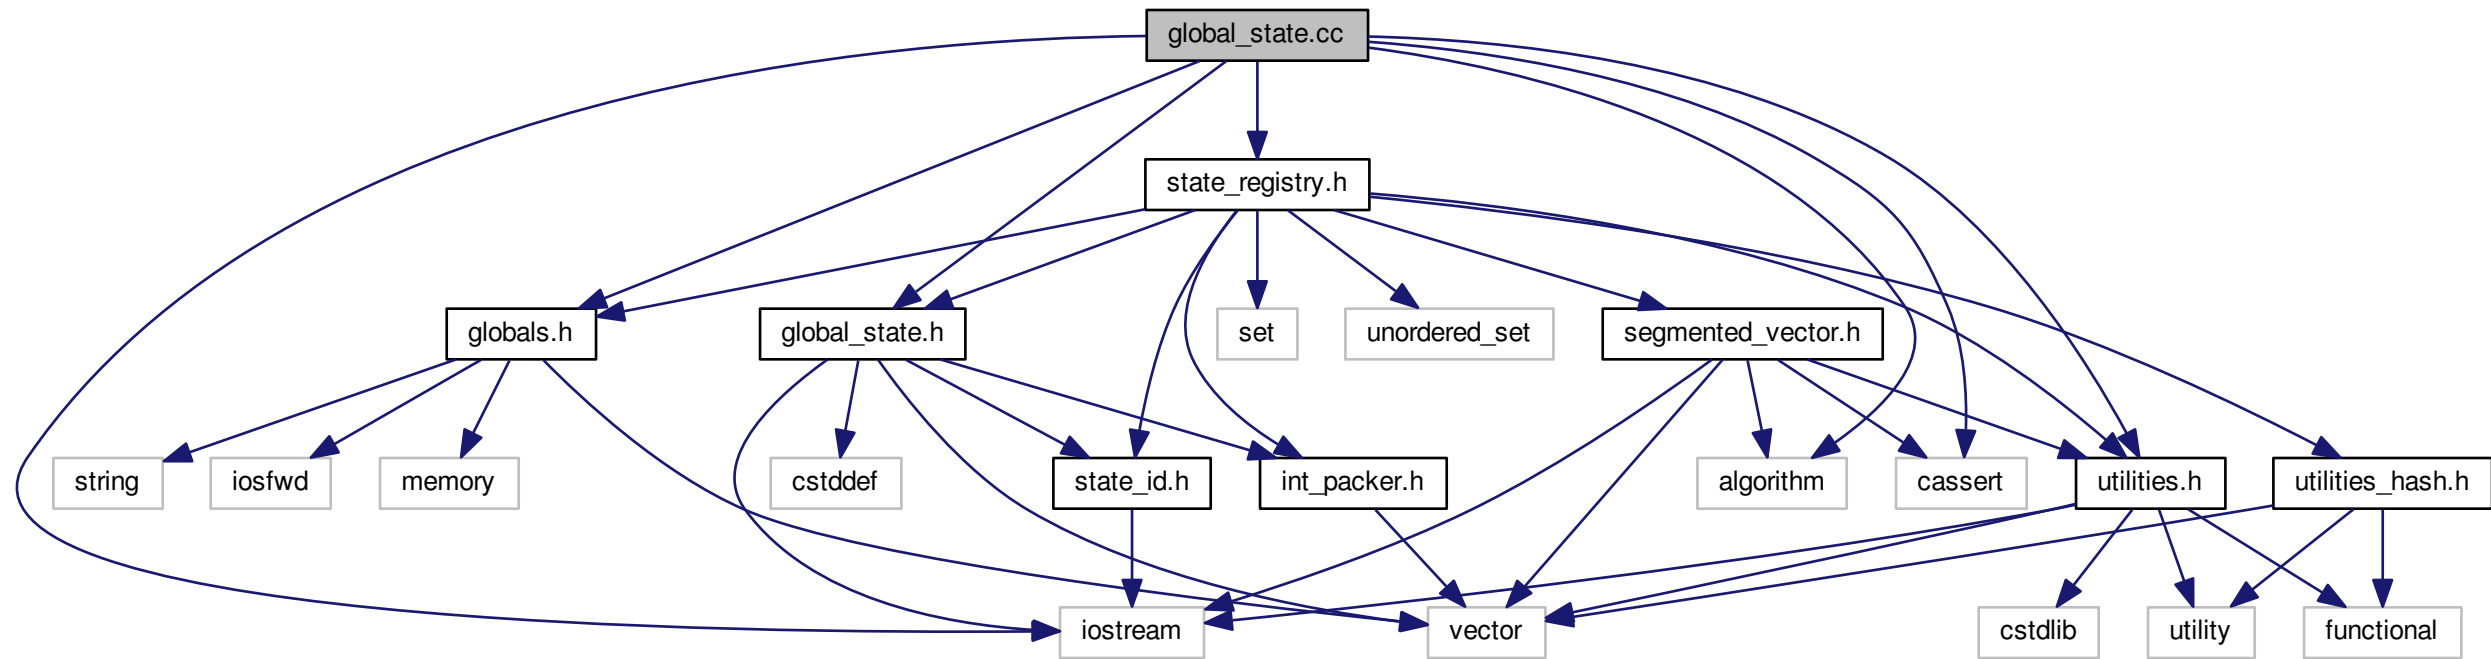 global_state.cc
state_registry.h
globals.h
global_state.h
set
unordered_set
segmented_vector.h
string
iosfwd
memory
cstddef
state_id.h
int_packer.h
algorithm
cassert
utilities.h
utilities_hash.h
iostream
vector
cstdlib
utility
functional